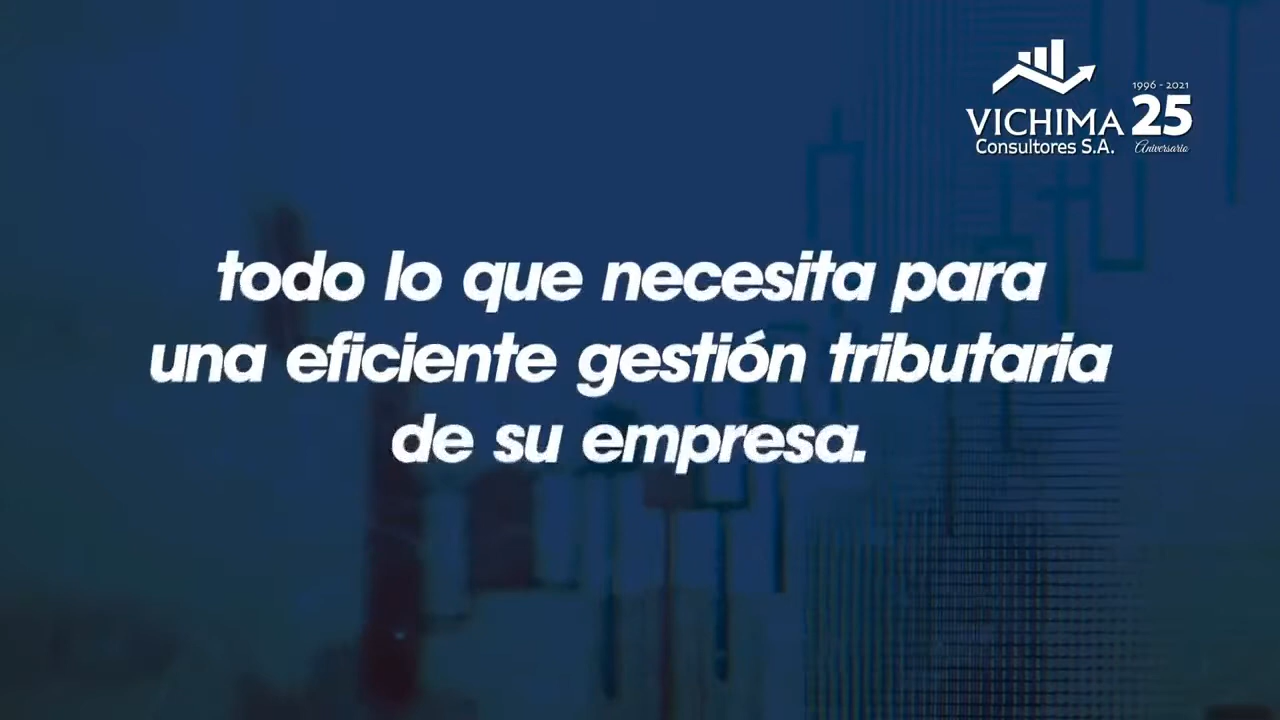 1996 - 2021
VICHIMA 25
Consultores S.A. Aniversario
todo lo que necesita para
una eficiente gestión tributaria
de su empresa.